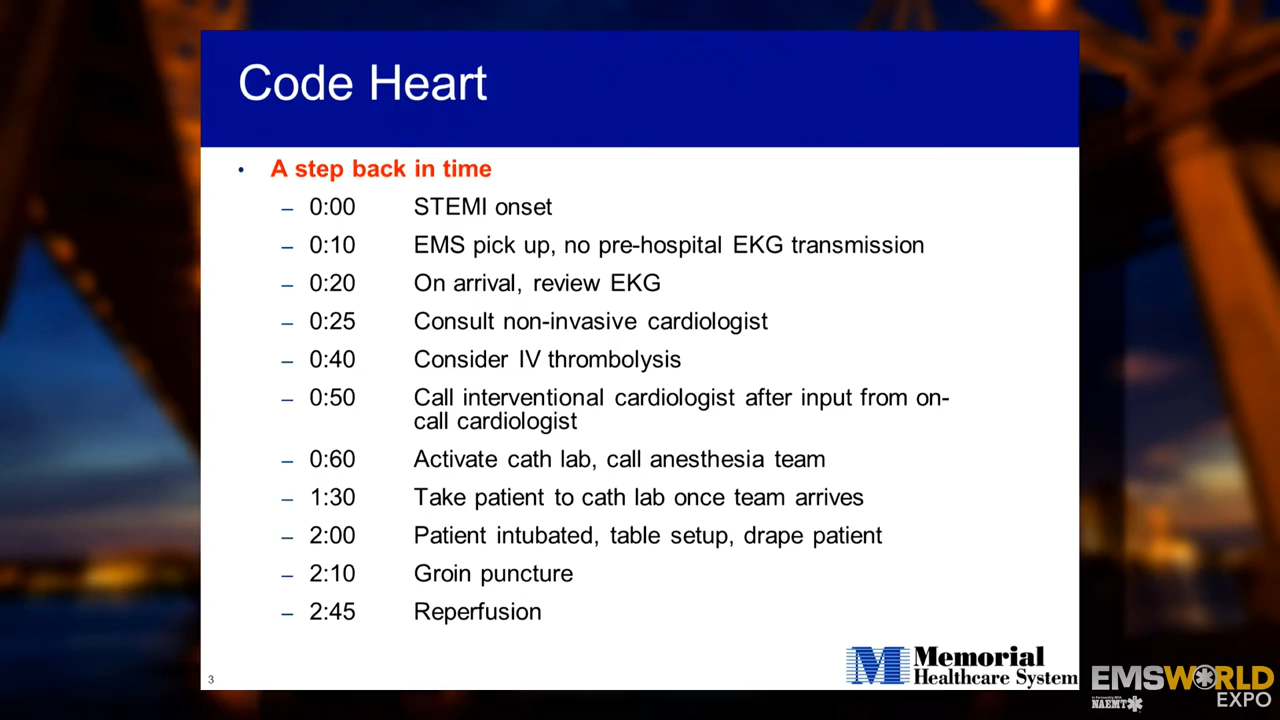 Code Heart
• A step back in time
– 0:00 STEMI onset
– 0:10 EMS pick up, no pre-hospital EKG transmission
– 0:20 On arrival, review EKG
– 0:25 Consult non-invasive cardiologist
– 0:40 Consider IV thrombolysis
– 0:50 Call interventional cardiologist after input from on-
call cardiologist
– 0:60 Activate cath lab, call anesthesia team
– 1:30 Take patient to cath lab once team arrives
– 2:00 Patient intubated, table setup, drape patient
– 2:10 Groin puncture
– 2:45 Reperfusion
3
M Memorial
Healthcare System
EMSWORLD
In Partnership With
NAEMT
EXPO